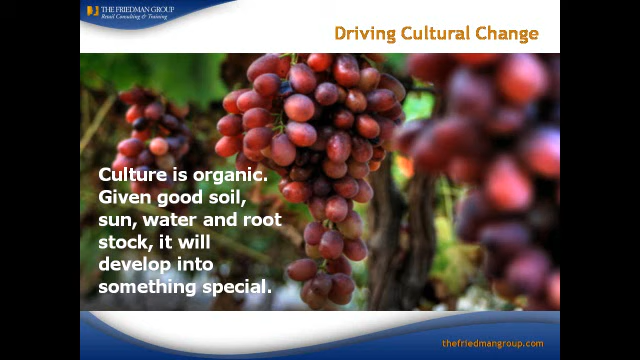 THE FRIEDMAN GROUP
Retail Consulting & Training
Driving Cultural Change
Culture is organic.
Given good soil,
sun, water and root
stock, it will
develop into
something special.
thefriedmangroup.com